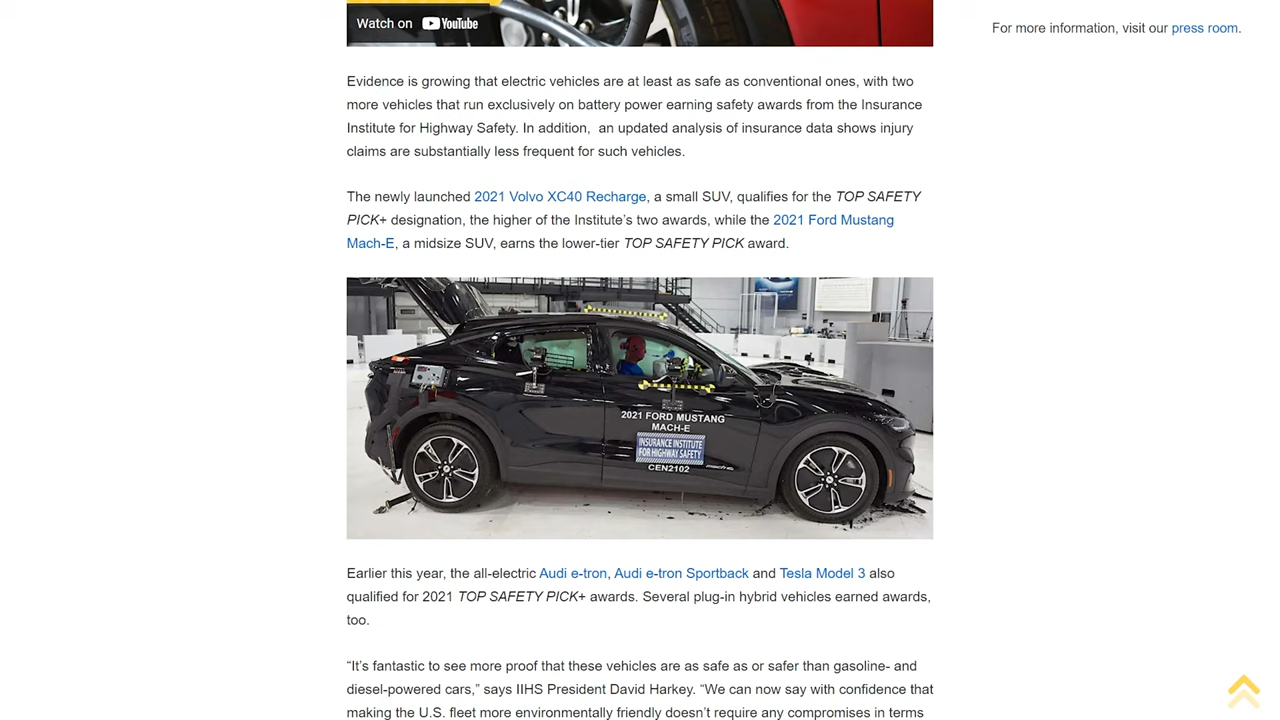 Watch on YouTube
For more information, visit our press room.
Evidence is growing that electric vehicles are at least as safe as conventional ones, with two
more vehicles that run exclusively on battery power earning safety awards from the Insurance
Institute for Highway Safety. In addition, an updated analysis of insurance data shows injury
claims are substantially less frequent for such vehicles.
The newly launched 2021 Volvo XC40 Recharge, a small SUV, qualifies for the TOP SAFETY
PICK+ designation, the higher of the Institute’s two awards, while the 2021 Ford Mustang
Mach-E, a midsize SUV, earns the lower-tier TOP SAFETY PICK award.
2021 FORD MUSTANG
MACH-E
INSURANCE INSTITUTE
FOR HIGHWAY SAFETY
CEN2102
Earlier this year, the all-electric Audi e-tron, Audi e-tron Sportback and Tesla Model 3 also
qualified for 2021 TOP SAFETY PICK+ awards. Several plug-in hybrid vehicles earned awards,
too.
“It’s fantastic to see more proof that these vehicles are as safe as or safer than gasoline- and
diesel-powered cars,” says IIHS President David Harkey. “We can now say with confidence that
making the U.S. fleet more environmentally friendly doesn’t require any compromises in terms